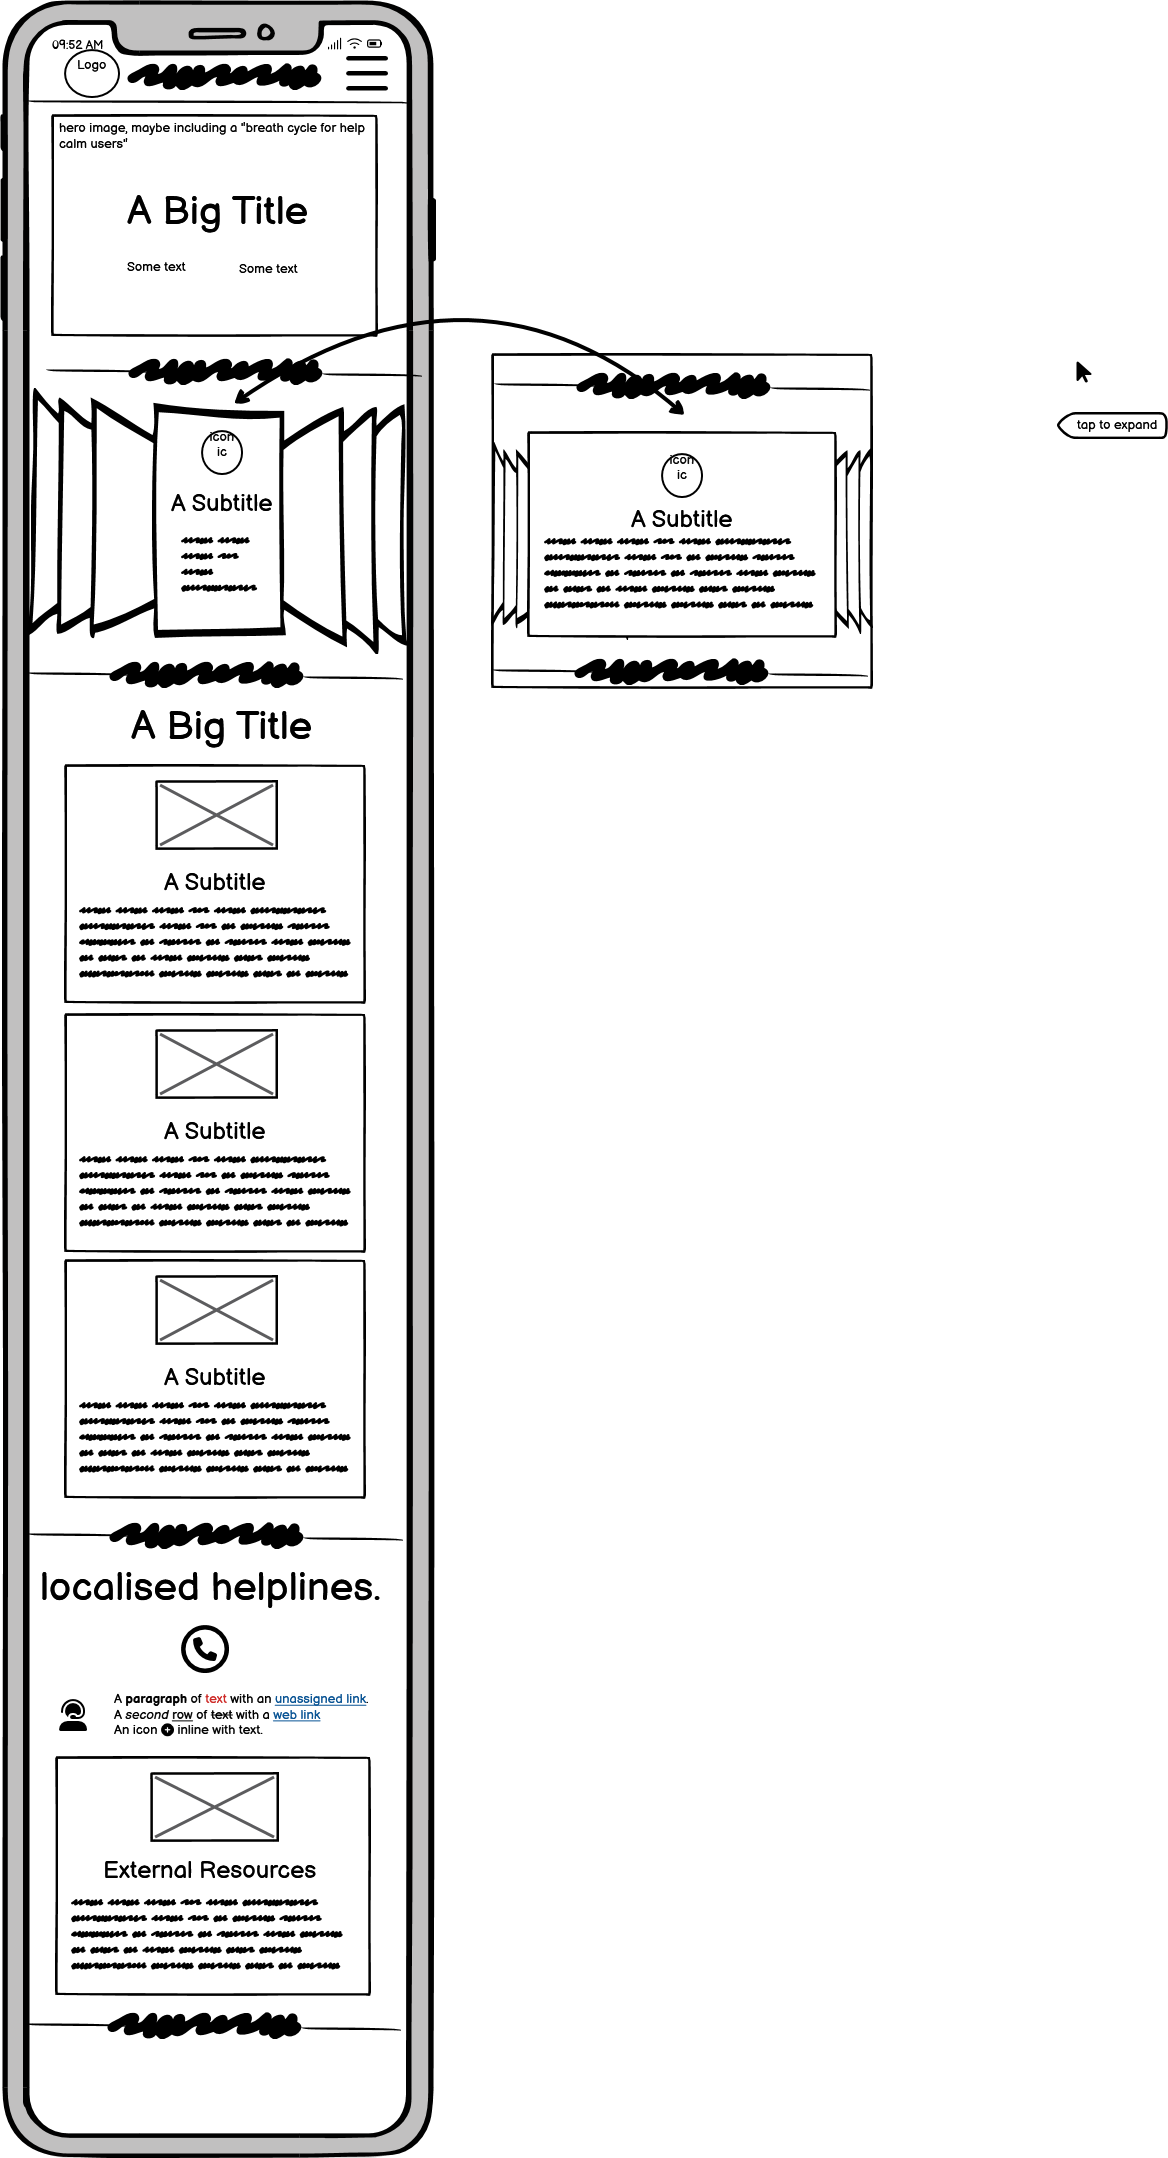 09:52 AM
Logo
hero image, maybe including a "breath cycle for help
calm users"
A Big Title
Some text
Some text
icon
ic
A Subtitle
icon
ic
A Subtitle
tap to expand
A Big Title
A Subtitle
A Subtitle
A Subtitle
localised helplines.
A paragraph of text with an unassigned link.
A second row of text with a web link
An icon inline with text.
External Resources